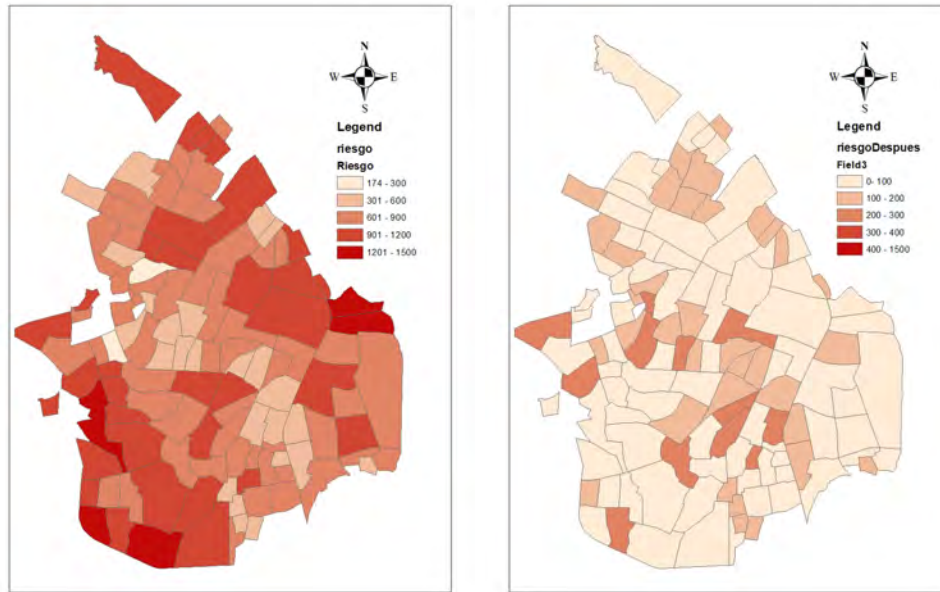 N
W E
S
Legend
riesgo
Riesgo
174 - 300
301 - 600
601 - 900
901 - 1200
1201 - 1500
N
W E
S
Legend
riesgoDespues
Field3
0- 100
100 - 200
200 - 300
300 - 400
400 - 1500